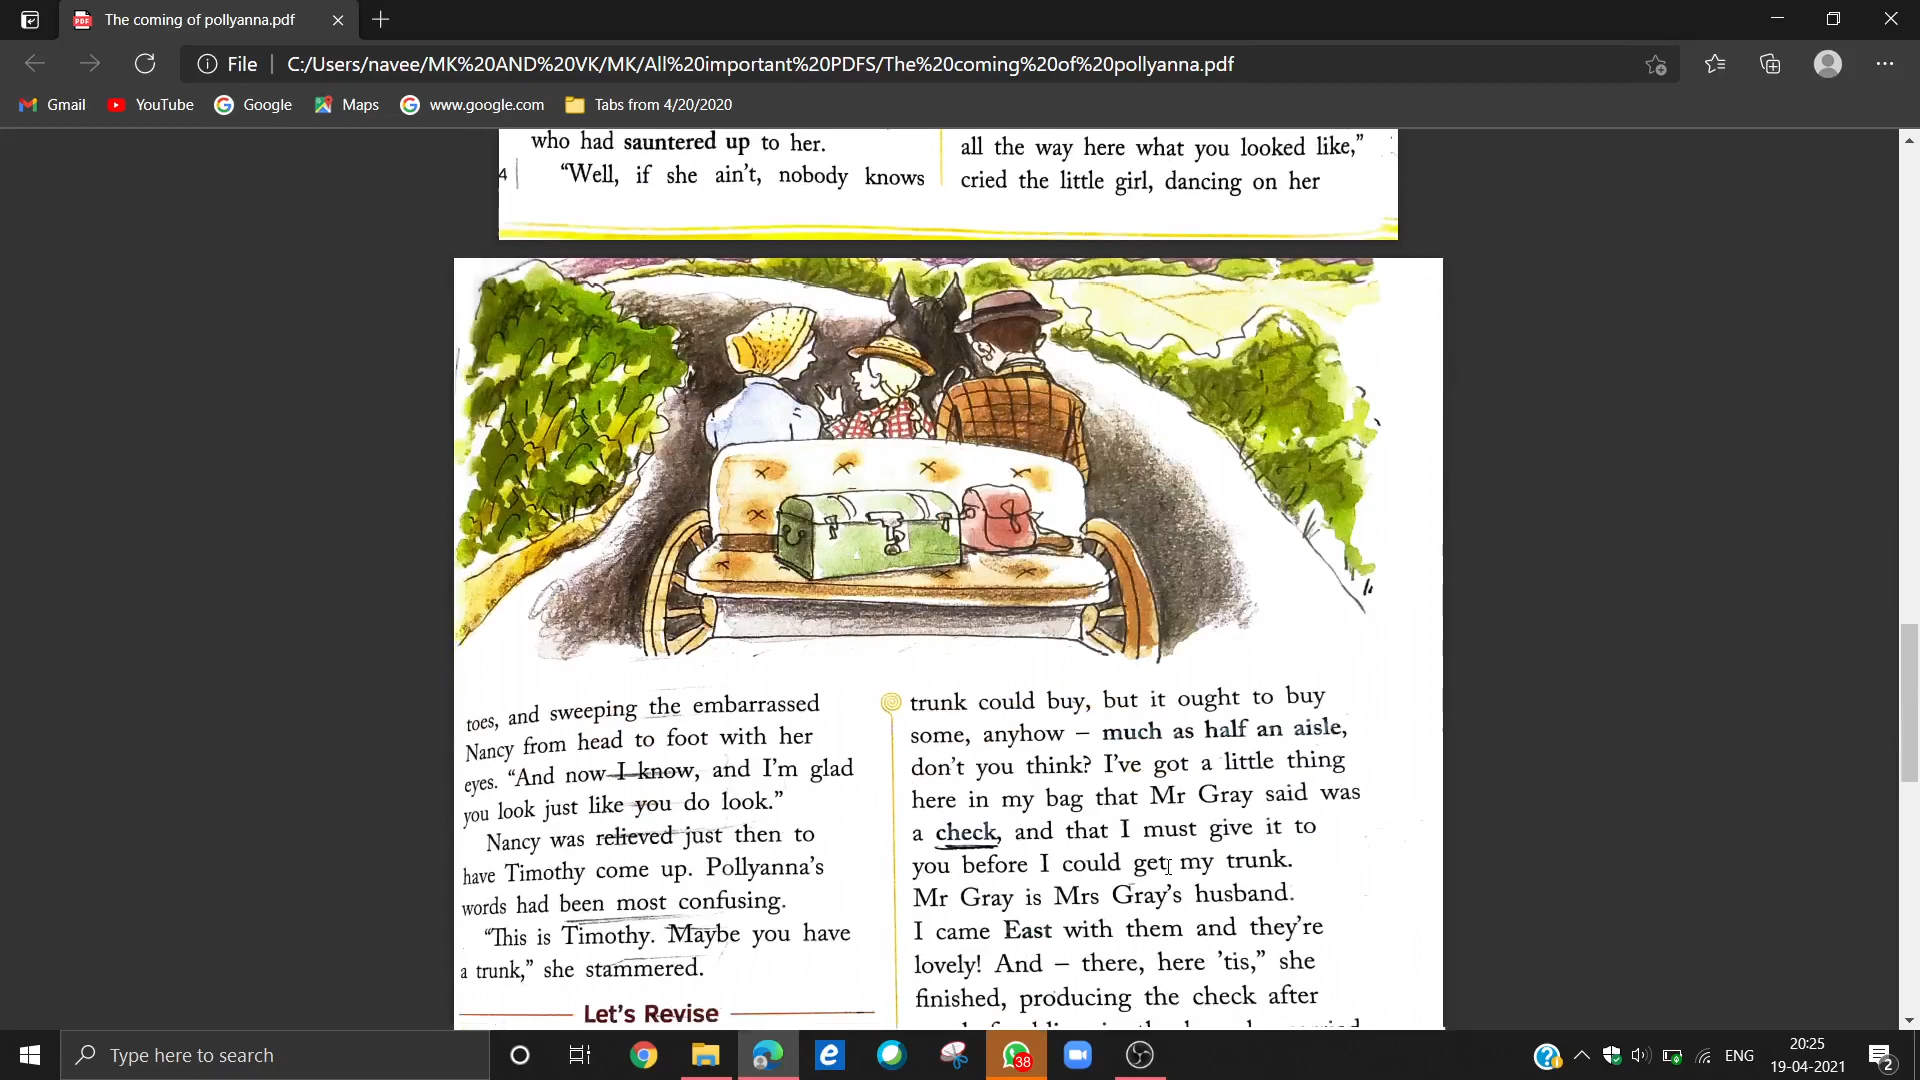 The coming of pollyanna.pdf
File
C:/Users/navee/MK%20AND%20VK/MK/All%20important%20PDFS/The%20coming%20of%20pollyanna.pdf
Gmail
YouTube
Google
Maps
www.google.com
Tabs from 4/20/2020
who had sauntered up to her.
4
“Well, if she ain’t, nobody knows
all the way here what you looked like,”
cried the little girl, dancing on her
toes, and sweeping the embarrassed
Nancy from head to foot with her
eyes. “And now I know, and I’m glad
you look just like you do look.”
Nancy was relieved just then to
have Timothy come up. Pollyanna’s
words had been most confusing.
“This is Timothy. Maybe you have
a trunk,” she stammered.
Let’s Revise
trunk could buy, but it ought to buy
some, anyhow – much as half an aisle,
don’t you think? I’ve got a little thing
here in my bag that Mr Gray said was
a check, and that I must give it to
you before I could get my trunk.
Mr Gray is Mrs Gray’s husband.
I came East with them and they’re
lovely! And – there, here ’tis,” she
finished, producing the check after
Type here to search
38
ENG
20:25
19-04-2021
2